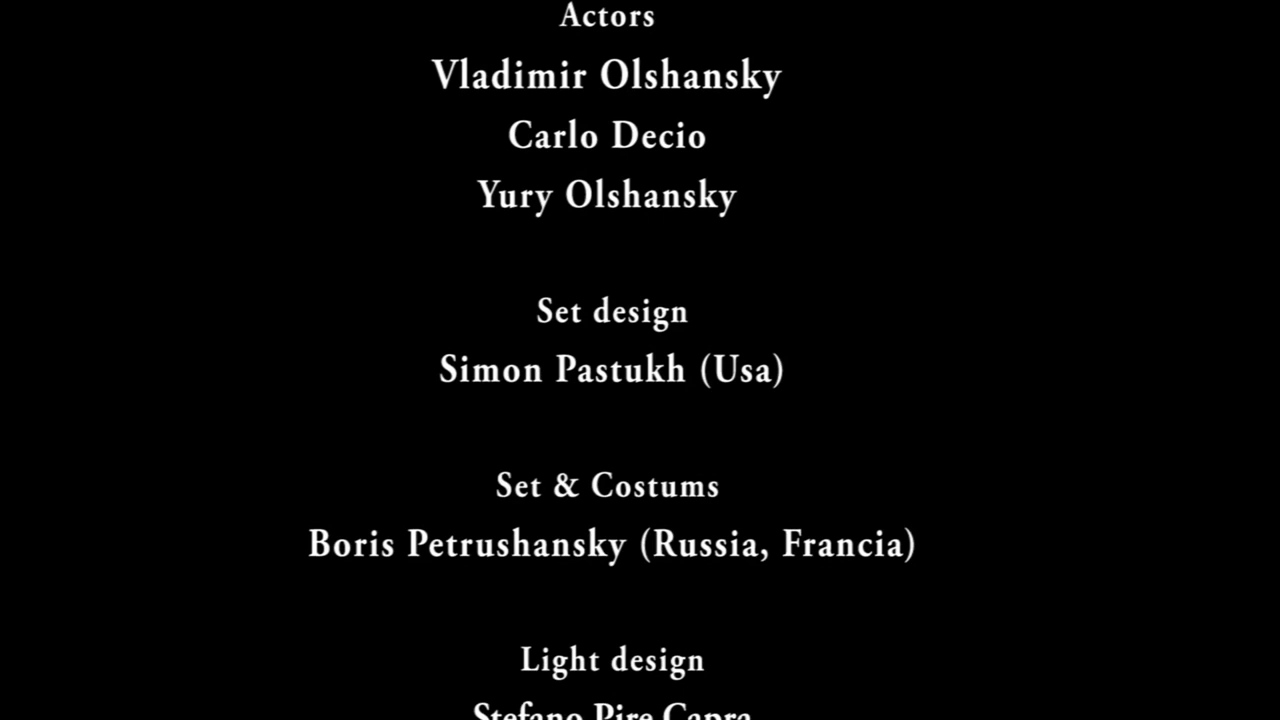 Actors
Vladimir Olshansky
Carlo Decio
Yury Olshansky
Set design
Simon Pastukh (Usa)
Set & Costums
Boris Petrushansky (Russia, Francia)
Light design
Stefano Pire Capra